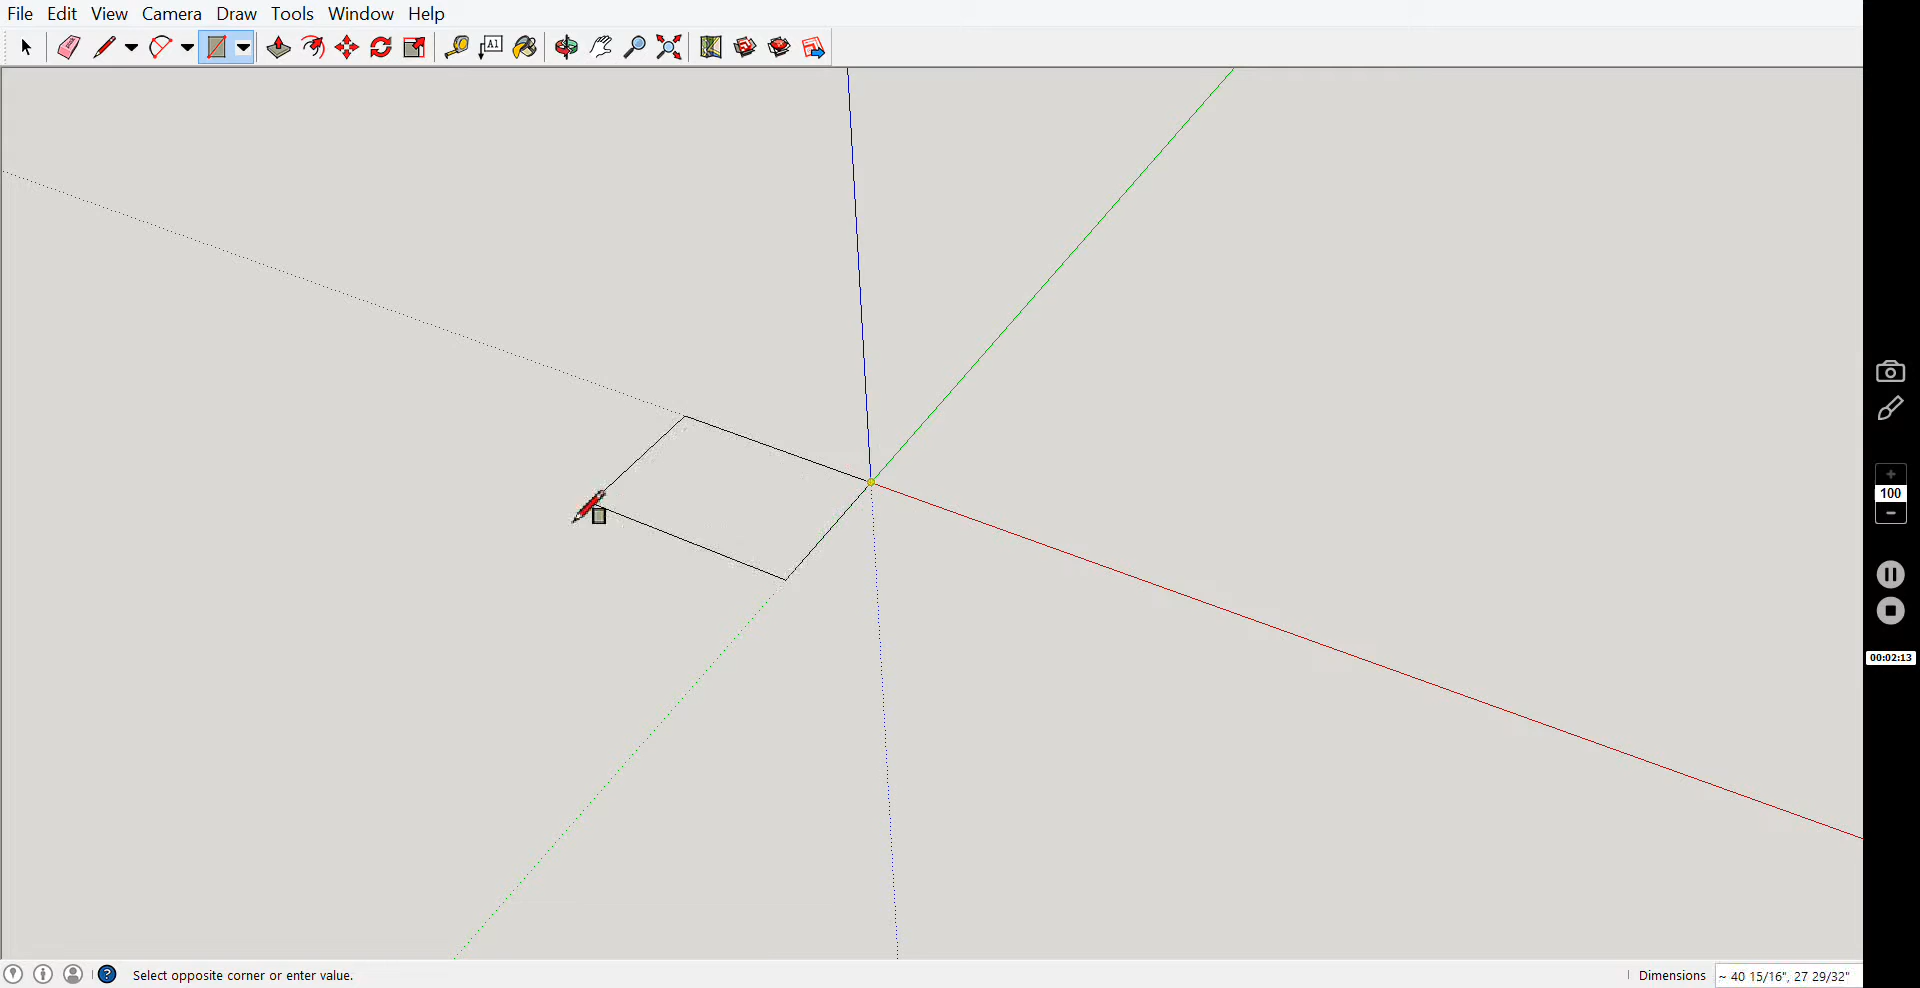 File Edit View Camera Draw Tools Window Help
A1
100
00:02:13
Select opposite corner or enter value.
Dimensions ~ 40 15/16", 27 29/32"